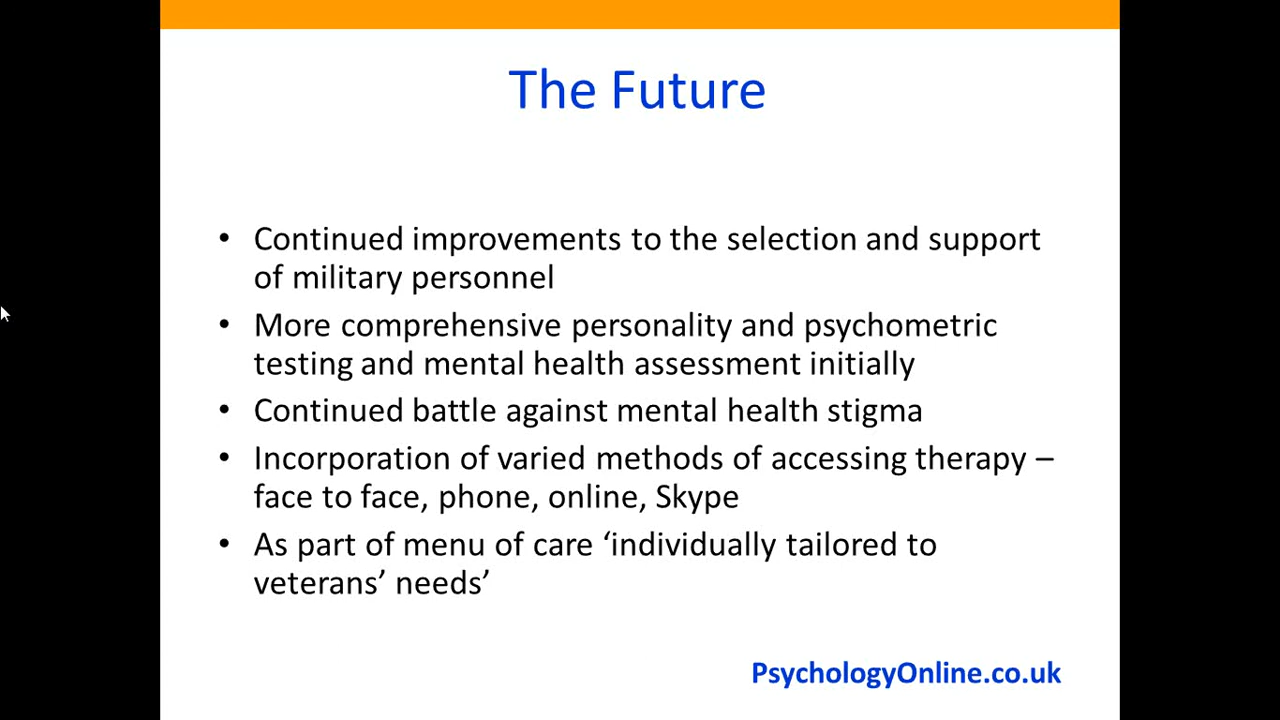 The Future
• Continued improvements to the selection and support
of military personnel
• More comprehensive personality and psychometric
testing and mental health assessment initially
• Continued battle against mental health stigma
• Incorporation of varied methods of accessing therapy –
face to face, phone, online, Skype
• As part of menu of care ‘individually tailored to
veterans’ needs’
PsychologyOnline.co.uk